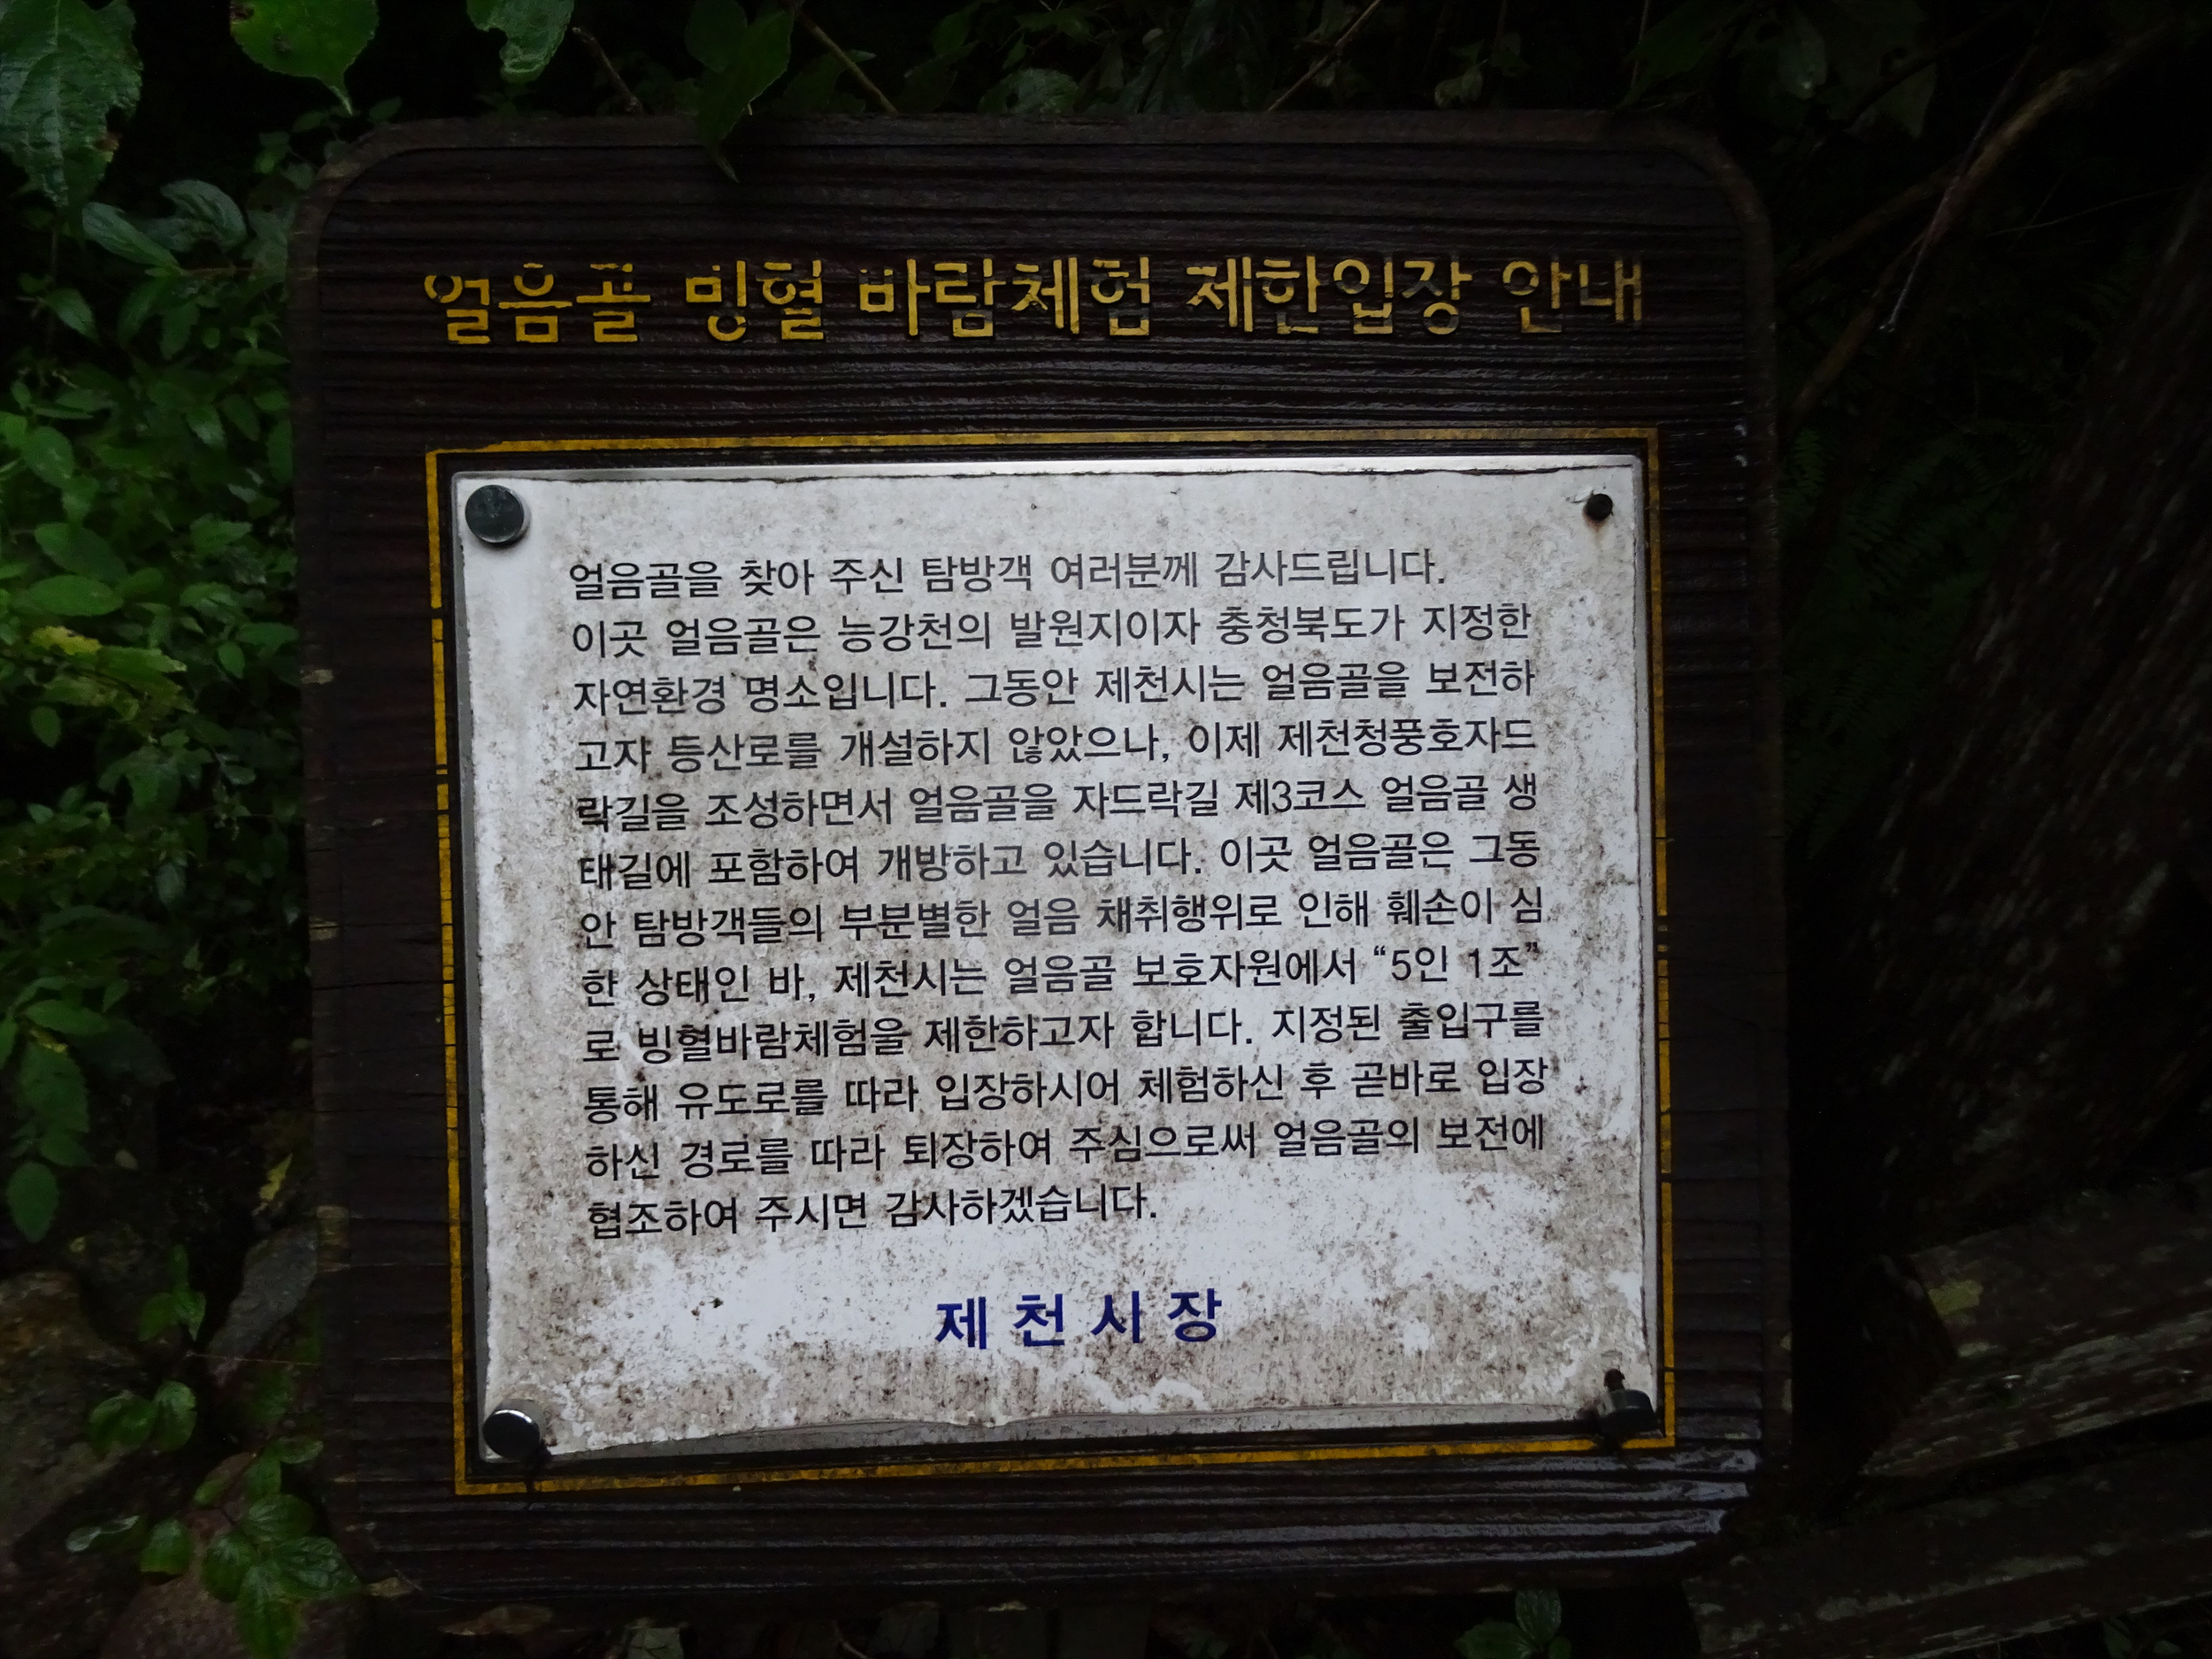 얼음골 빙혈 바람체험 제한입장 안내
얼음골을 찾아 주신 탐방객 여러분께 감사드립니다.
이곳 얼음골은 능강천의 발원지이자 충청북도가 지정한
자연환경 명소입니다. 그동안 제천시는 얼음골을 보전하
고쟈 등산로를 개설하지 않았으나, 이제 제천청풍호자드
락길을 조성하면서 얼음골을 자드락길 제3코스 얼음골 생
태길에 포함하여 개방하고 있습니다. 이곳 얼음골은 그동
안 탐방객들의 부분별한 얼음 채취행위로 인해 훼손이 심
한 상태인 바, 제천시는 얼음골 보호자원에서 “5인 1조”
로 빙혈바람체험을 제한하고자 합니다. 지정된 출입구를
통해 유도로를 따라 입장하시어 체험하신 후 곧바로 입장
하신 경로를 따라 퇴장하여 주심으로써 얼음골의 보전에
협조하여 주시면 감사하겠습니다.
제천시장